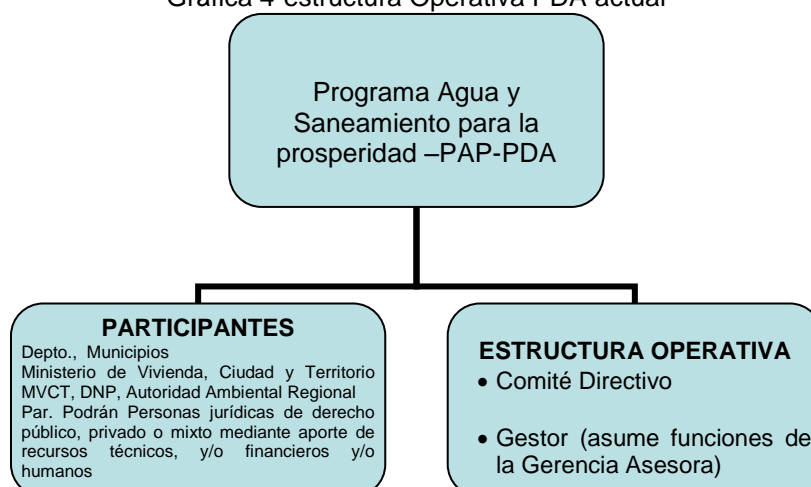 Gráfica 4 estructura Operativa PDA actual
Programa Agua y
Saneamiento para la
prosperidad –PAP-PDA
PARTICIPANTES
Depto., Municipios
Ministerio de Vivienda, Ciudad y Territorio
MVCT, DNP, Autoridad Ambiental Regional
Par. Podrán Personas jurídicas de derecho
público, privado o mixto mediante aporte de
recursos técnicos, y/o financieros y/o
humanos
ESTRUCTURA OPERATIVA
• Comité Directivo
• Gestor (asume funciones de
la Gerencia Asesora)